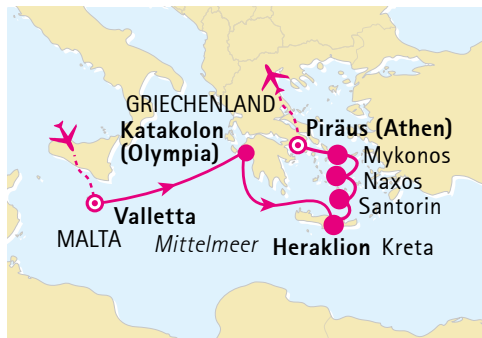 GRIECHENLAND
Katakolon
(Olympia)
Piräus (Athen)
Mykonos
Naxos
Santorin
Valletta
MALTA
Mittelmeer
Heraklion Kreta